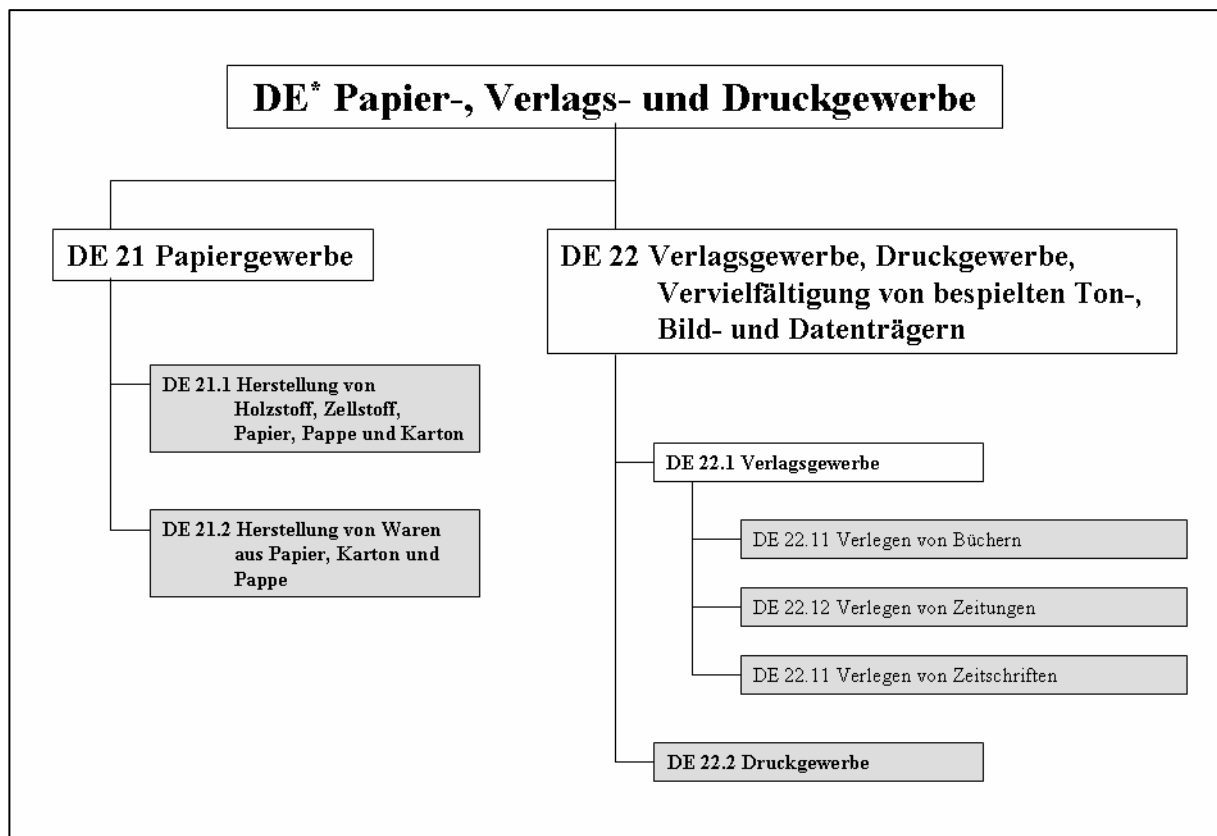 DE* Papier-, Verlags- und Druckgewerbe
DE 21 Papiergewerbe
DE 21.1 Herstellung von
Holzstoff, Zellstoff,
Papier, Pappe und Karton
DE 21.2 Herstellung von Waren
aus Papier, Karton und
Pappe
DE 22 Verlagsgewerbe, Druckgewerbe,
Vervielfältigung von bespielten Ton-,
Bild- und Datenträgern
DE 22.1 Verlagsgewerbe
DE 22.11 Verlegen von Büchern
DE 22.12 Verlegen von Zeitungen
DE 22.11 Verlegen von Zeitschriften
DE 22.2 Druckgewerbe